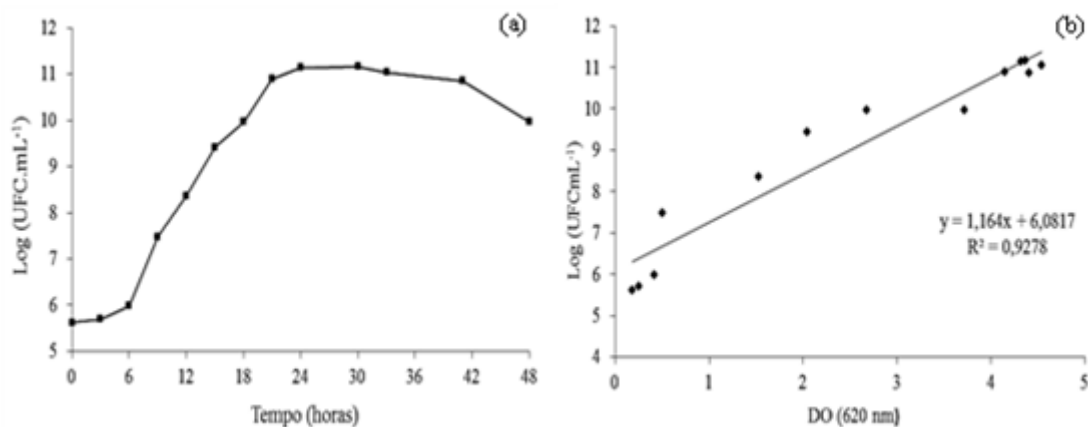 (a)
12
11
10
9
8
7
6
5
Log (UFC.mL⁻¹)
0 6 12 18 24 30 36 42 48
Tempo (horas)
(b)
12
11
10
9
8
7
6
5
4
Log (UFCmL⁻¹)
y = 1,164x + 6,0817
R² = 0,9278
0 1 2 3 4 5
DO (620 nm)